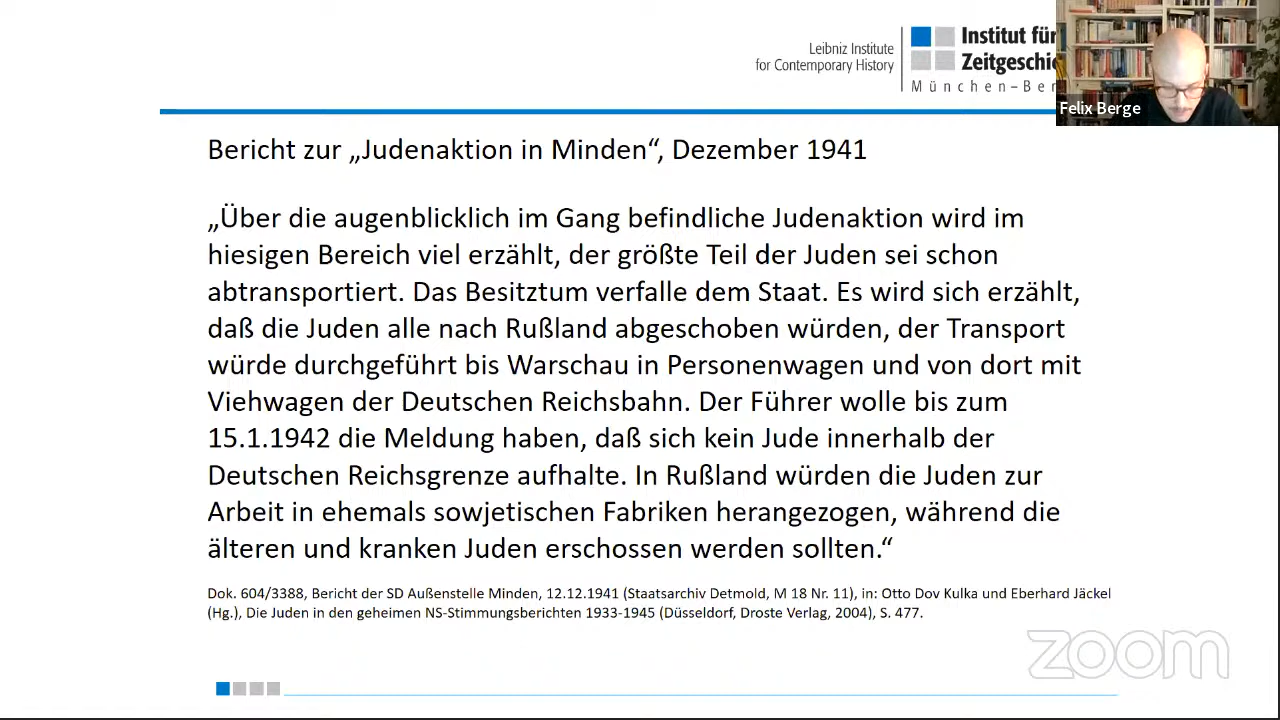 Leibniz Institute
for Contemporary History
Institut für
Zeitgeschie
München-Ber
Felix Berge
Bericht zur „Judenaktion in Minden“, Dezember 1941
„Über die augenblicklich im Gang befindliche Judenaktion wird im
hiesigen Bereich viel erzählt, der größte Teil der Juden sei schon
abtransportiert. Das Besitztum verfalle dem Staat. Es wird sich erzählt,
daß die Juden alle nach Rußland abgeschoben würden, der Transport
würde durchgeführt bis Warschau in Personenwagen und von dort mit
Viehwagen der Deutschen Reichsbahn. Der Führer wolle bis zum
15.1.1942 die Meldung haben, daß sich kein Jude innerhalb der
Deutschen Reichsgrenze aufhalte. In Rußland würden die Juden zur
Arbeit in ehemals sowjetischen Fabriken herangezogen, während die
älteren und kranken Juden erschossen werden sollten.“
Dok. 604/3388, Bericht der SD Außenstelle Minden, 12.12.1941 (Staatsarchiv Detmold, M 18 Nr. 11), in: Otto Dov Kulka und Eberhard Jäckel
(Hg.), Die Juden in den geheimen NS-Stimmungsberichten 1933-1945 (Düsseldorf, Droste Verlag, 2004), S. 477.
zoom